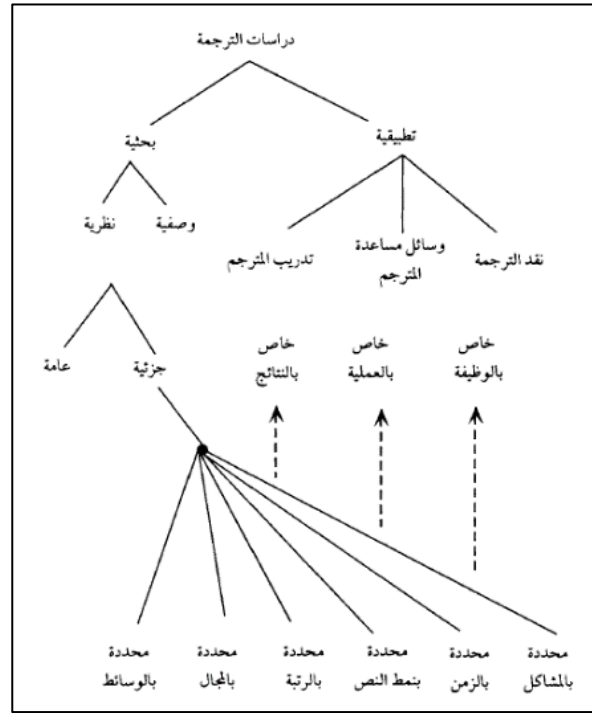 دراسات الترجمة
بحثية
تطبيقية
نظرية
وصفية
تدريب المترجم
وسائل مساعدة
المترجم
نقد الترجمة
عامة
جزئية
خاص
بالنتائج
خاص
بالعملية
خاص
بالوظيفة
محددة
بالوسائط
محددة
بالمجال
محددة
بالرتبة
محددة
بنمط النص
محددة
بالزمن
محددة
بالمشاكل